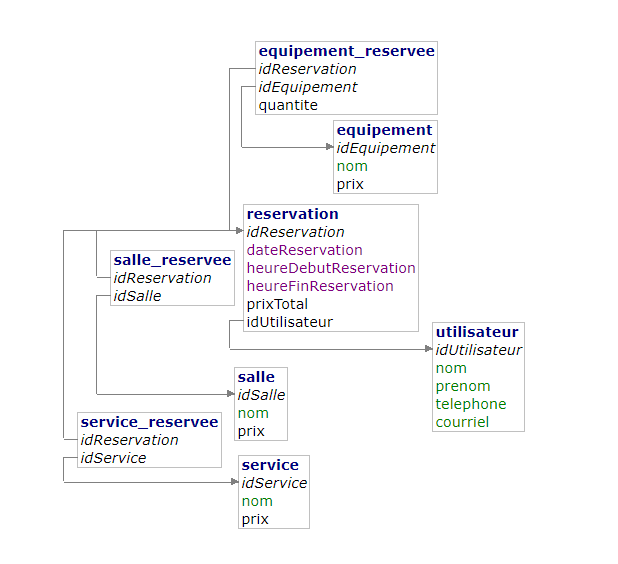 equipement_reservee
idReservation
idEquipement
quantite
equipement
idEquipement
nom
prix
reservation
idReservation
dateReservation
heureDebutReservation
heureFinReservation
prixTotal
idUtilisateur
salle_reservee
idReservation
idSalle
utilisateur
idUtilisateur
nom
prenom
telephone
courriel
salle
idSalle
nom
prix
service_reservee
idReservation
idService
service
idService
nom
prix